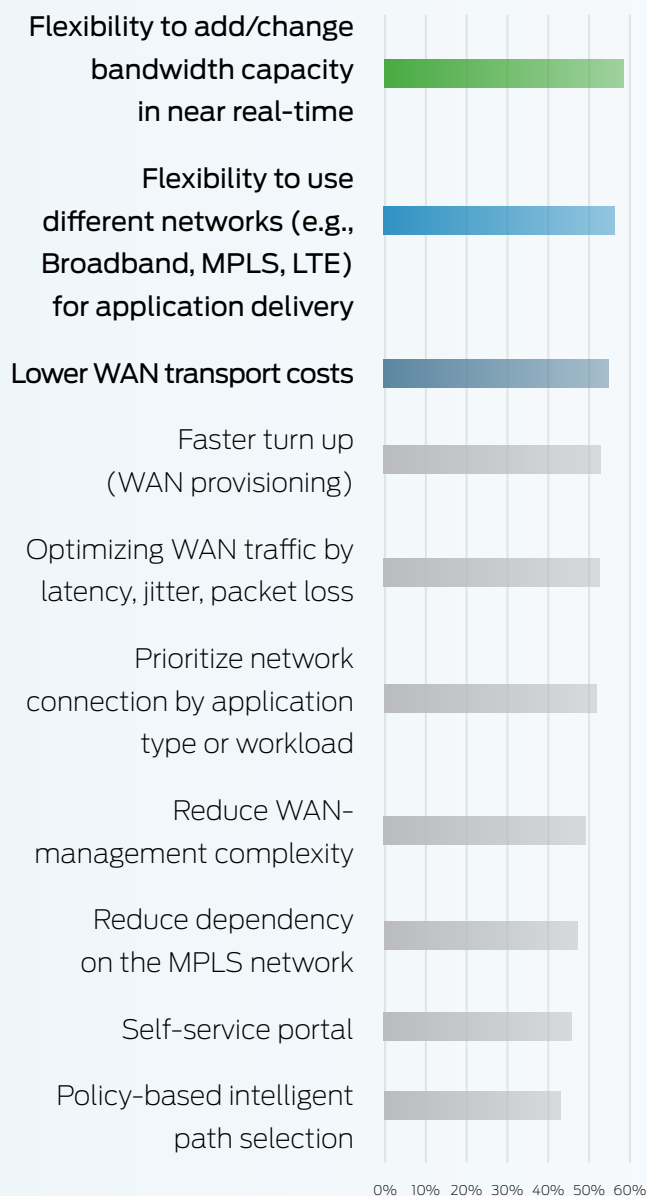 Flexibility to add/change
bandwidth capacity
in near real-time
Flexibility to use
different networks (e.g.,
Broadband, MPLS, LTE)
for application delivery
Lower WAN transport costs
Faster turn up
(WAN provisioning)
Optimizing WAN traffic by
latency, jitter, packet loss
Prioritize network
connection by application
type or workload
Reduce WAN-
management complexity
Reduce dependency
on the MPLS network
Self-service portal
Policy-based intelligent
path selection
0% 10% 20% 30% 40% 50% 60%